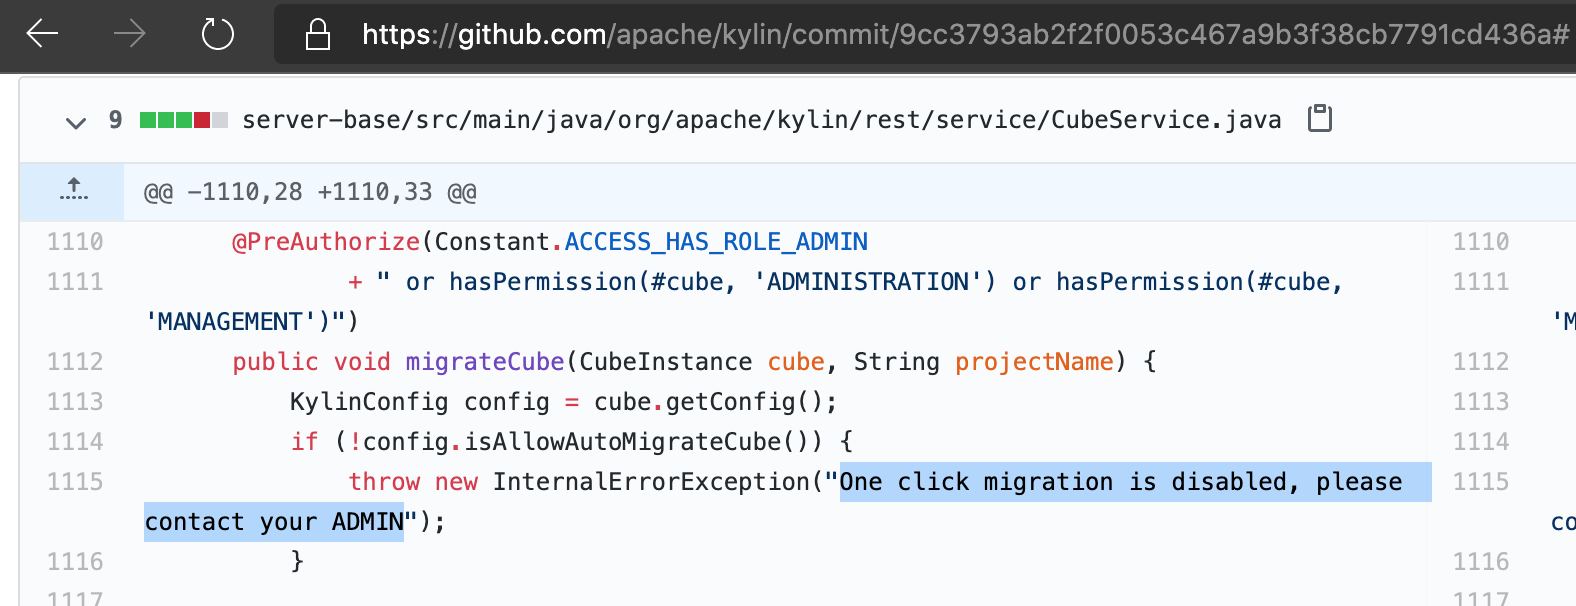 https://github.com/apache/kylin/commit/9cc3793ab2f2f0053c467a9b3f38cb7791cd436a#
9 server-base/src/main/java/org/apache/kylin/rest/service/CubeService.java
@@ -1110,28 +1110,33 @@
1110 @PreAuthorize(Constant.ACCESS_HAS_ROLE_ADMIN 1110
1111 + " or hasPermission(#cube, 'ADMINISTRATION') or hasPermission(#cube, 1111
'MANAGEMENT')") 'M
1112 public void migrateCube(CubeInstance cube, String projectName) { 1112
1113 KylinConfig config = cube.getConfig(); 1113
1114 if (!config.isAllowAutoMigrateCube()) { 1114
1115 throw new InternalErrorException("One click migration is disabled, please 1115
contact your ADMIN"); co
1116 } 1116
1117 1117